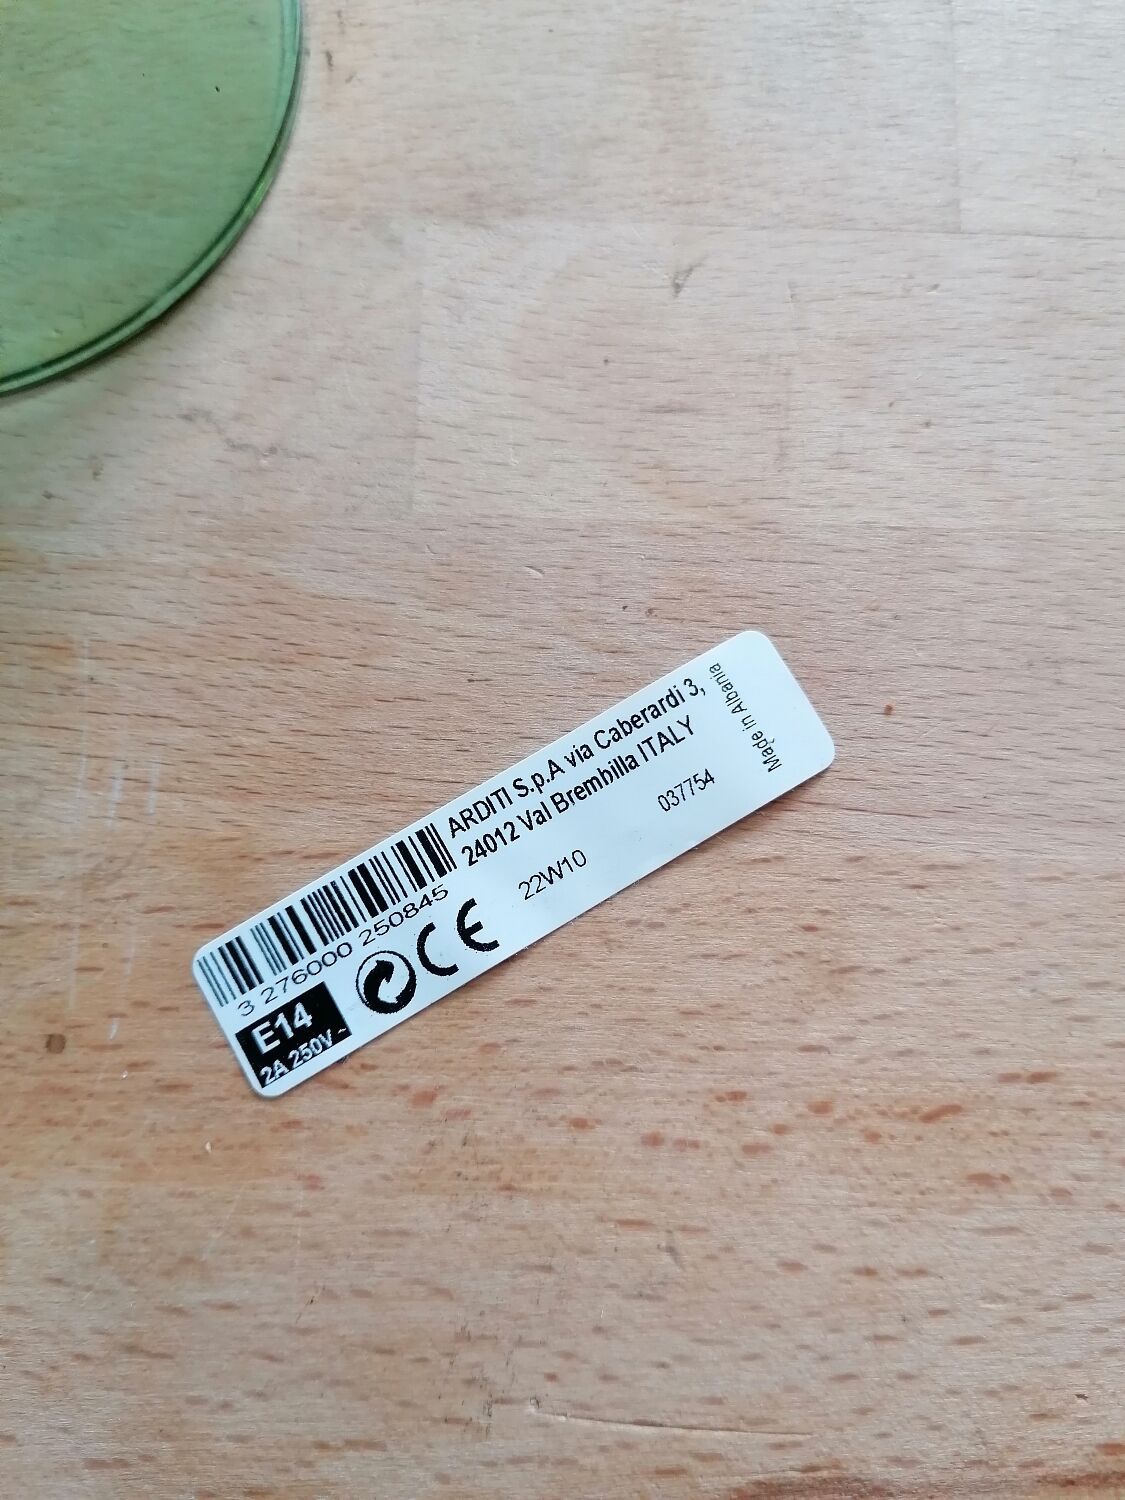 3 276000 250845
ARDITI S.p.A via Caberardi 3,
24012 Val Brembilla ITALY
E14
2A 250V ~
CE
22W10
037754
Made in Albania